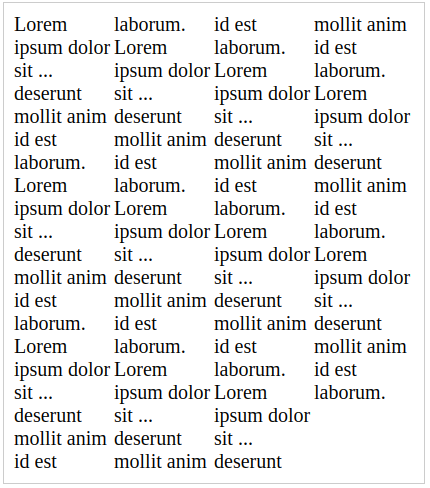 Lorem
ipsum dolor
sit ...
deserunt
mollit anim
id est
laborum.
Lorem
ipsum dolor
sit ...
deserunt
mollit anim
id est
laborum.
Lorem
ipsum dolor
sit ...
deserunt
mollit anim
id est
laborum.
Lorem
ipsum dolor
sit ...
deserunt
mollit anim
id est
laborum.
Lorem
ipsum dolor
sit ...
deserunt
mollit anim
id est
laborum.
Lorem
ipsum dolor
sit ...
deserunt
mollit anim
id est
laborum.
Lorem
ipsum dolor
sit ...
deserunt
mollit anim
id est
laborum.
Lorem
ipsum dolor
sit ...
deserunt
mollit anim
id est
laborum.
Lorem
ipsum dolor
sit ...
deserunt
mollit anim
id est
laborum.
Lorem
ipsum dolor
sit ...
deserunt
mollit anim
id est
laborum.
Lorem
ipsum dolor
sit ...
deserunt
mollit anim
id est
laborum.